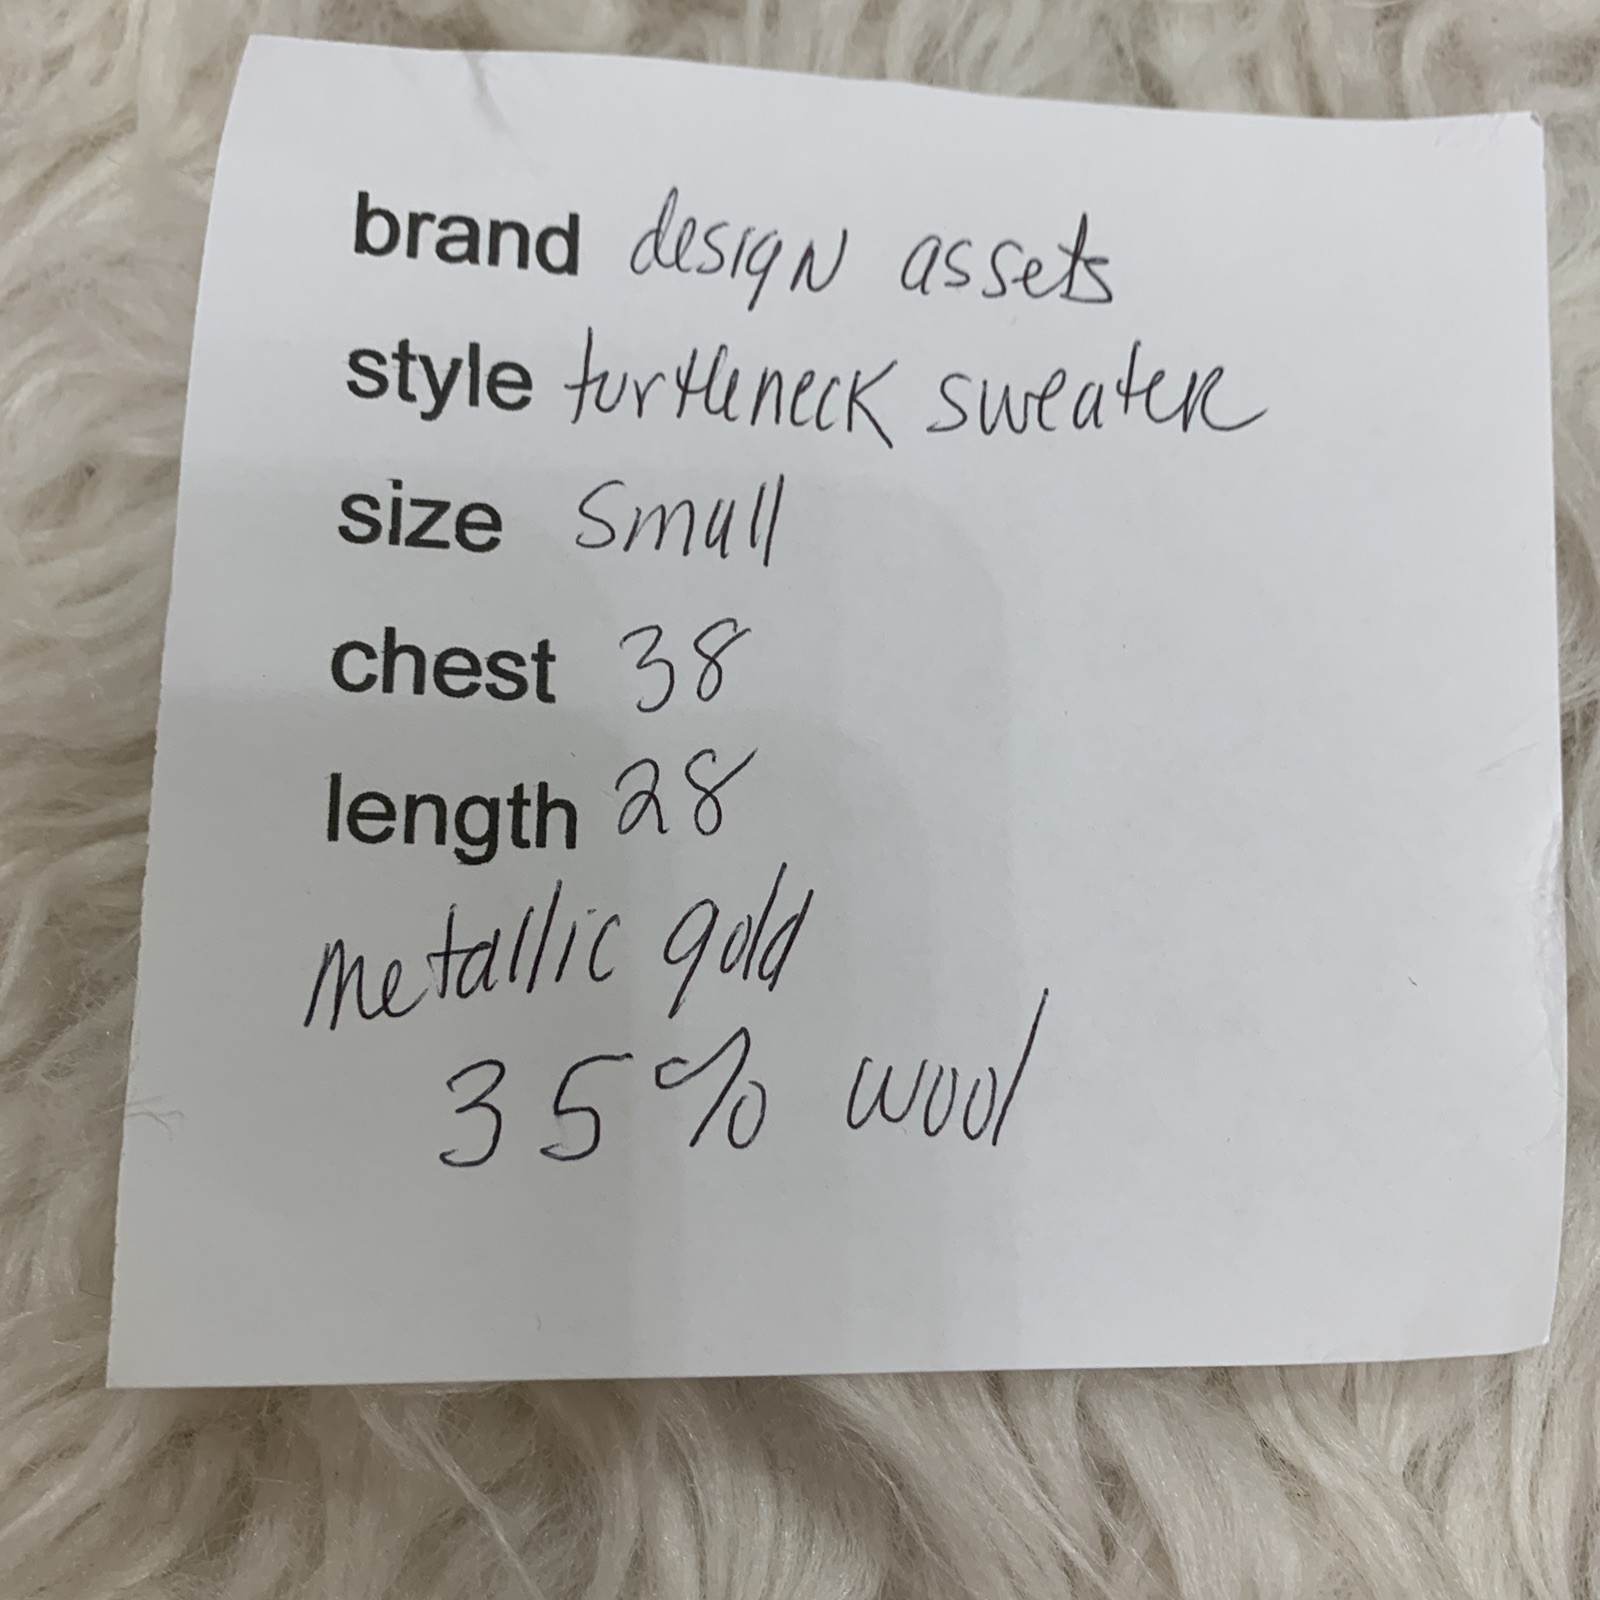 brand design assets
style turtleneck sweater
size Small
chest 38
length 28
metallic gold
35% wool